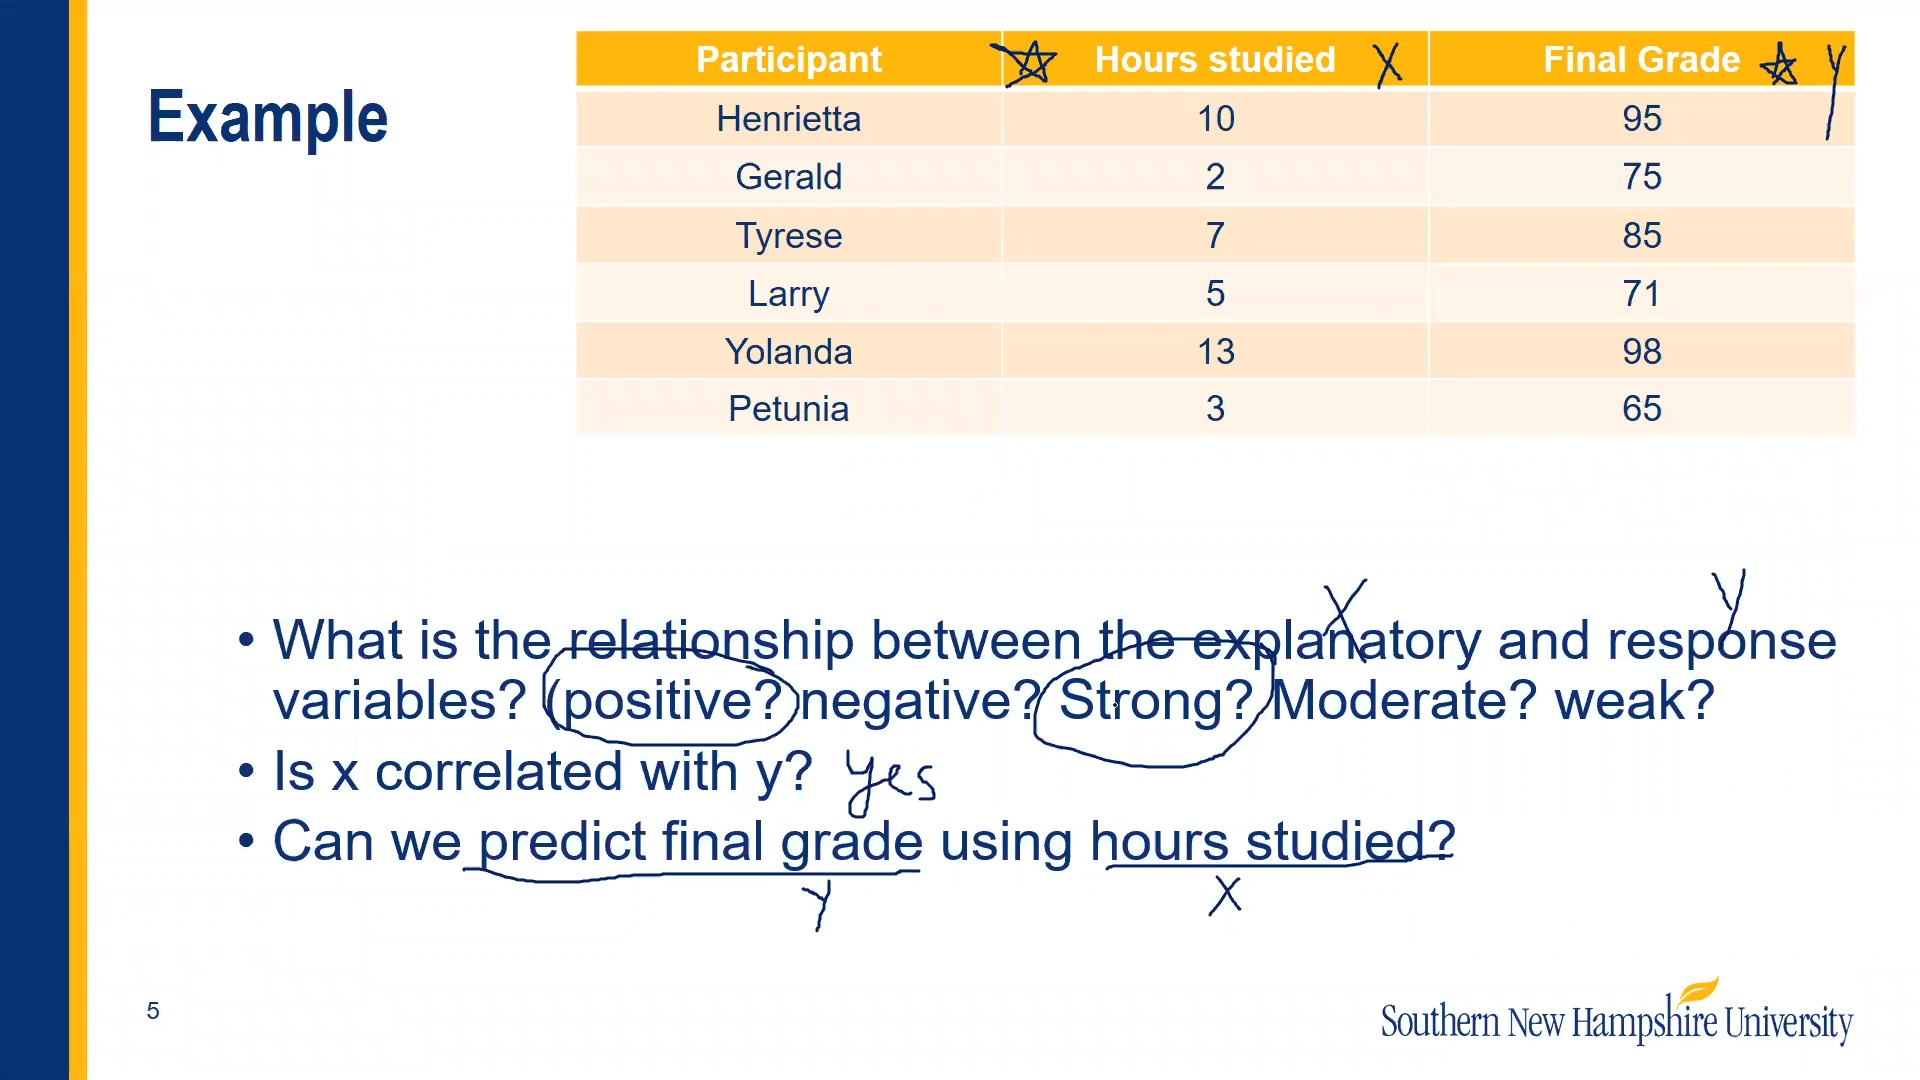 Example
Participant Hours studied X Final Grade y
Henrietta 10 95
Gerald 2 75
Tyrese 7 85
Larry 5 71
Yolanda 13 98
Petunia 3 65
X Y
• What is the relationship between the explanatory and response
variables? (positive? negative? Strong? Moderate? weak?
• Is x correlated with y? yes
• Can we predict final grade using hours studied?
Y X
5
Southern New Hampshire University